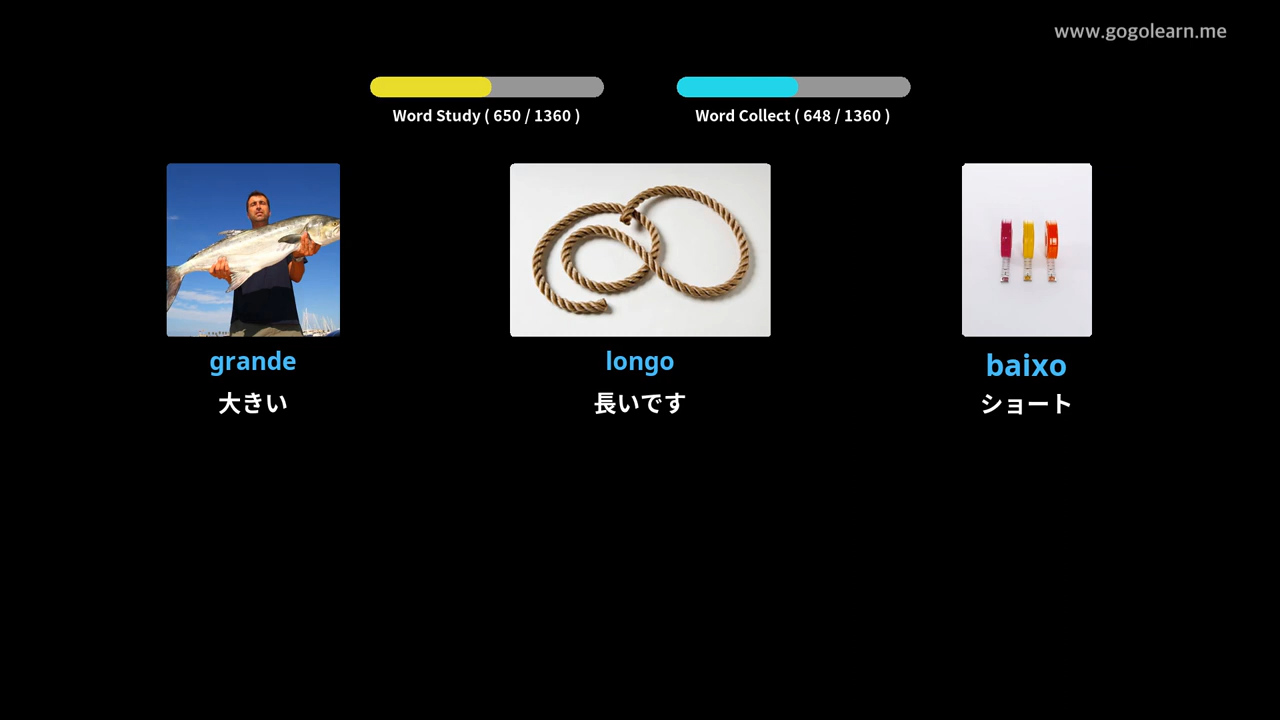 www.gogolearn.me
Word Study ( 650 / 1360 )
Word Collect ( 648 / 1360 )
grande
longo
baixo
大きい
長いです
ショート